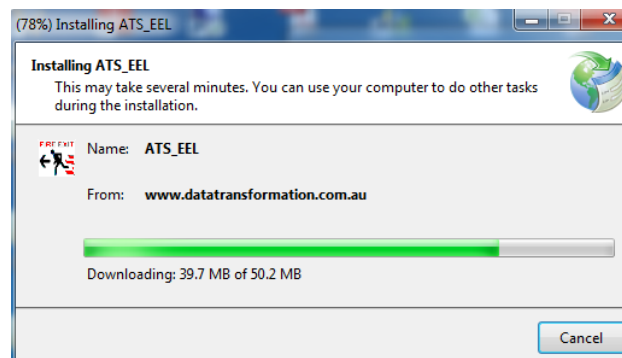 (78%) Installing ATS_EEL
Installing ATS_EEL
This may take several minutes. You can use your computer to do other tasks
during the installation.
FIRE EXIT
Name: ATS_EEL
From: www.datatransformation.com.au
Downloading: 39.7 MB of 50.2 MB
Cancel